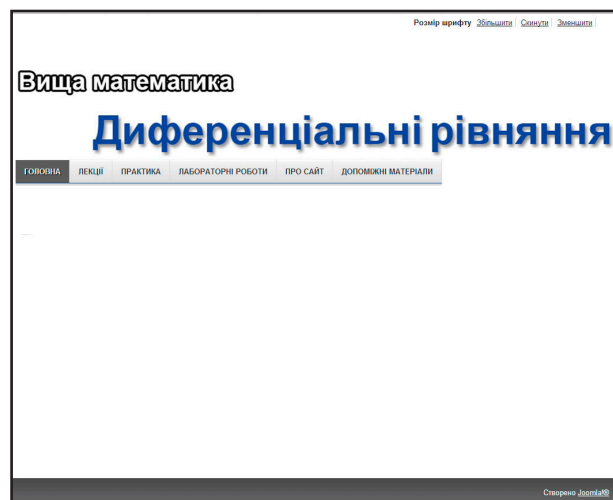 Розмір шрифту Збільшити Скинути Зменшити
Вища математика
Диференціальні рівняння
ГОЛОВНА ЛЕКЦІЇ ПРАКТИКА ЛАБОРАТОРНІ РОБОТИ ПРО САЙТ ДОПОМІЖНІ МАТЕРІАЛИ
Створено Joomla!®